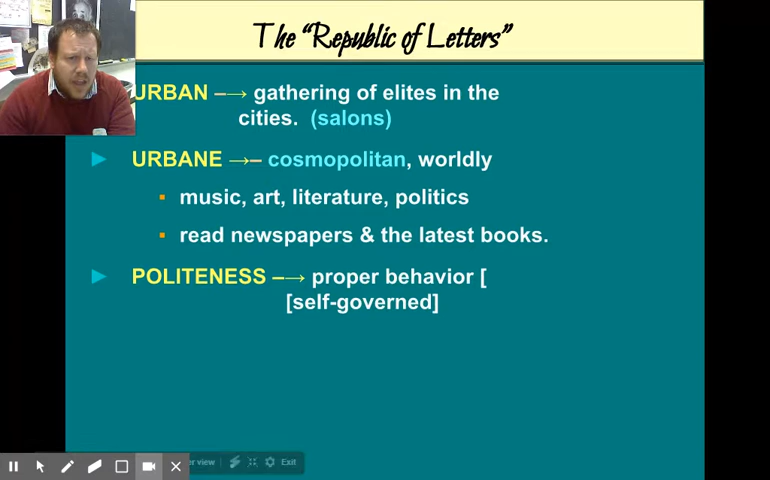 The “Republic of Letters”
URBAN –→ gathering of elites in the
cities. (salons)
URBANE →– cosmopolitan, worldly
music, art, literature, politics
read newspapers & the latest books.
POLITENESS –→ proper behavior [
[self-governed]
er view Exit